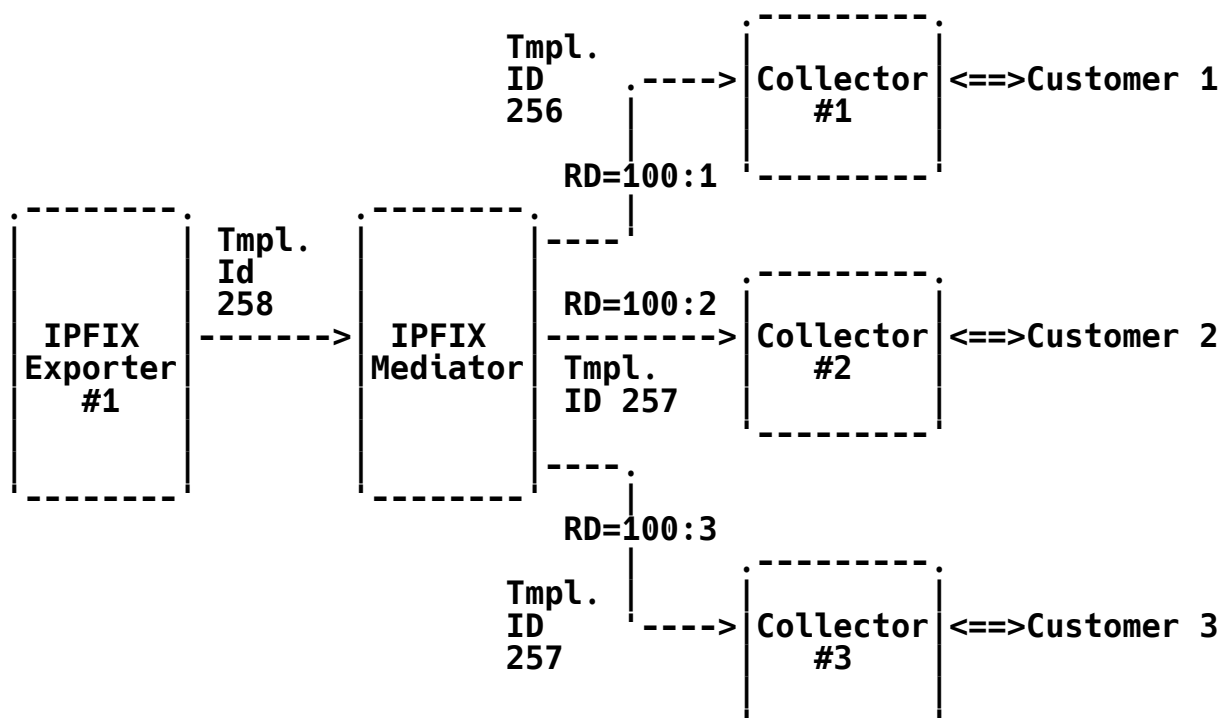 Tmpl.
ID
256
Collector
#1
<==>Customer 1
RD=100:1
Tmpl.
Id
258
IPFIX
Exporter
#1
IPFIX
Mediator
RD=100:2
Tmpl.
ID 257
Collector
#2
<==>Customer 2
RD=100:3
Tmpl.
ID
257
Collector
#3
<==>Customer 3